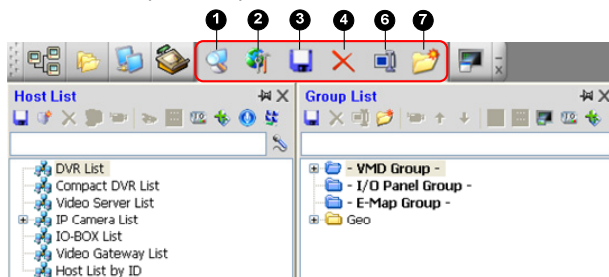 1 2 3 4 6 7
Host List
Group List
DVR List
Compact DVR List
Video Server List
IP Camera List
IO-BOX List
Video Gateway List
Host List by ID
- VMD Group -
- I/O Panel Group -
- E-Map Group -
Geo